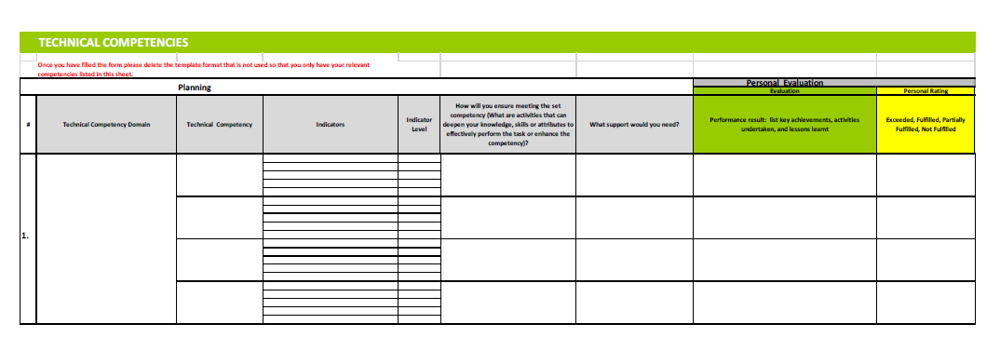 TECHNICAL COMPETENCIES
Once you have filled the form please delete the template format that is not used so that you only have your relevant
competencies listed in this sheet.
Planning
Personal Evaluation
Evaluation
Personal Rating
#
Technical Competency Domain
Technical Competency
Indicators
Indicator
Level
How will you ensure meeting the set
competency (What are activities that can
deepen your knowledge, skills or attributes to
effectively perform the task or enhance the
competency)?
What support would you need?
Performance result: list key achievements, activities
undertaken, and lessons learnt
Exceeded, Fulfilled, Partially
Fulfilled, Not Fulfilled
1.